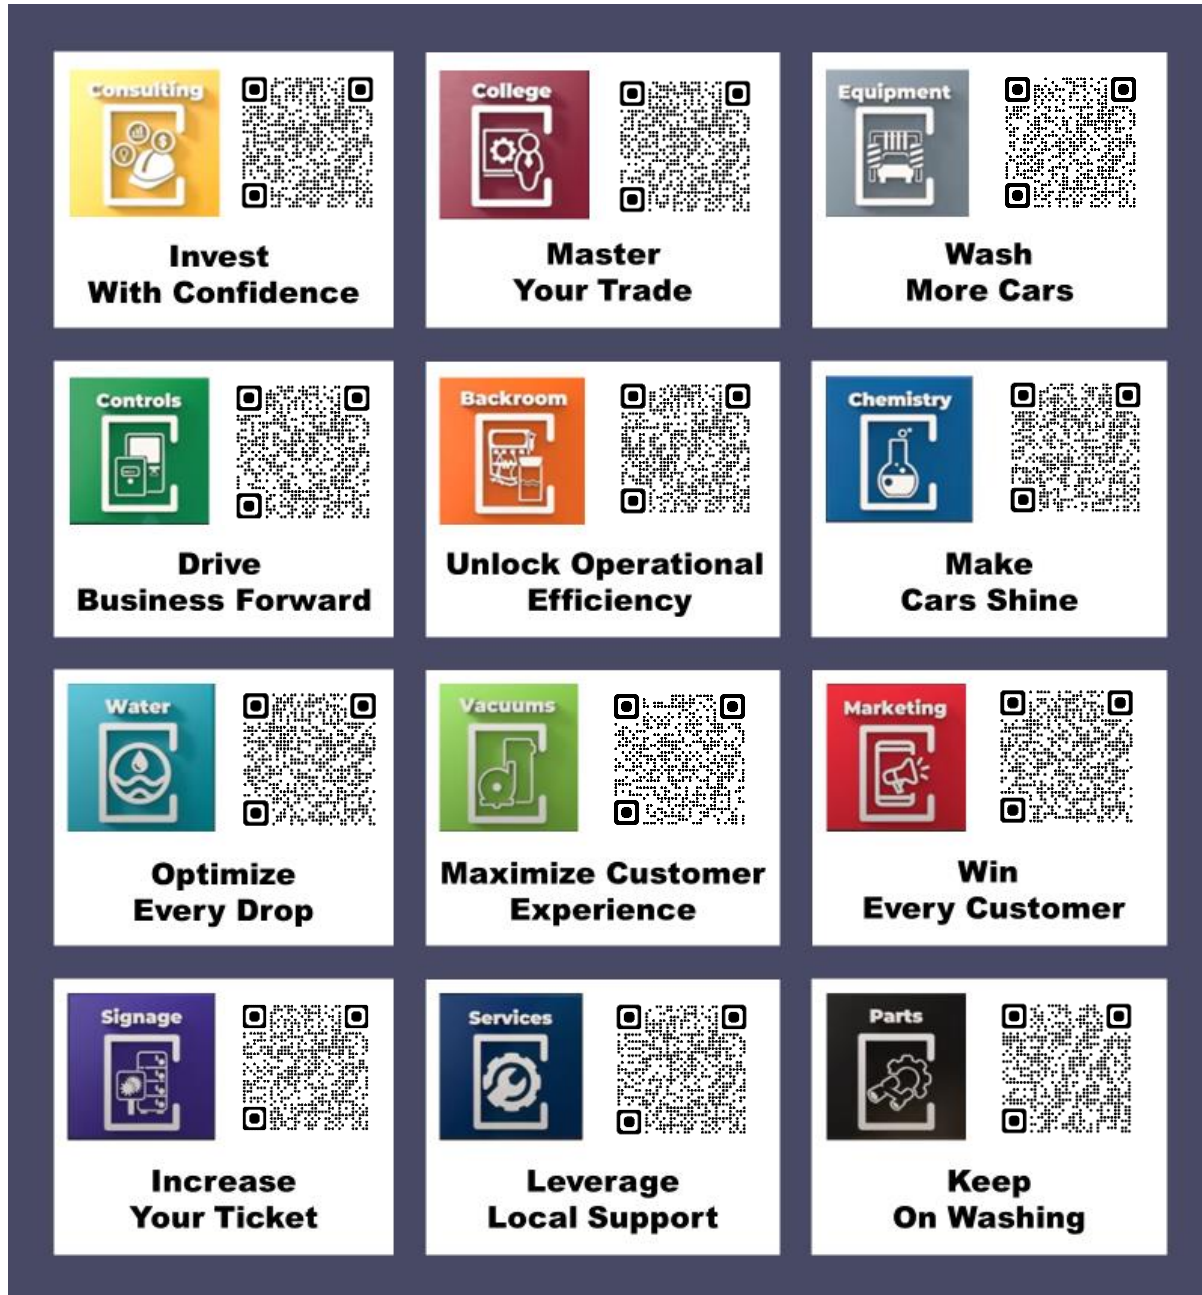 Consulting
Invest
With Confidence
College
Master
Your Trade
Equipment
Wash
More Cars
Controls
Drive
Business Forward
Backroom
Unlock Operational
Efficiency
Chemistry
Make
Cars Shine
Water
Optimize
Every Drop
Vacuums
Maximize Customer
Experience
Marketing
Win
Every Customer
Signage
Increase
Your Ticket
Services
Leverage
Local Support
Parts
Keep
On Washing